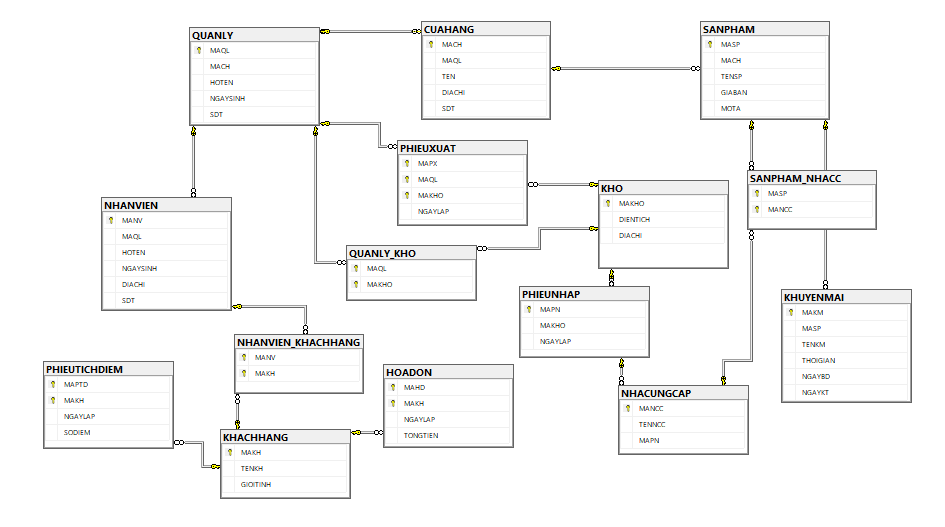 QUANLY
MAQL
MACH
HOTEN
NGAYSINH
SDT
CUAHANG
MACH
MAQL
TEN
DIACHI
SDT
SANPHAM
MASP
MACH
TENSP
GIABAN
MOTA
PHIEUXUAT
MAPX
MAQL
MAKHO
NGAYLAP
KHO
MAKHO
DIENTICH
DIACHI
SANPHAM_NHACC
MASP
MANCC
NHANVIEN
MANV
MAQL
HOTEN
NGAYSINH
DIACHI
SDT
QUANLY_KHO
MAQL
MAKHO
PHIEUNHAP
MAPN
MAKHO
NGAYLAP
KHUYENMAI
MAKM
MASP
TENKM
THOIGIAN
NGAYBD
NGAYKT
NHANVIEN_KHACHHANG
MANV
MAKH
PHIEUTICHDIEM
MAPTD
MAKH
NGAYLAP
SODIEM
HOADON
MAHD
MAKH
NGAYLAP
TONGTIEN
NHACUNGCAP
MANCC
TENNCC
MAPN
KHACHHANG
MAKH
TENKH
GIOITINH